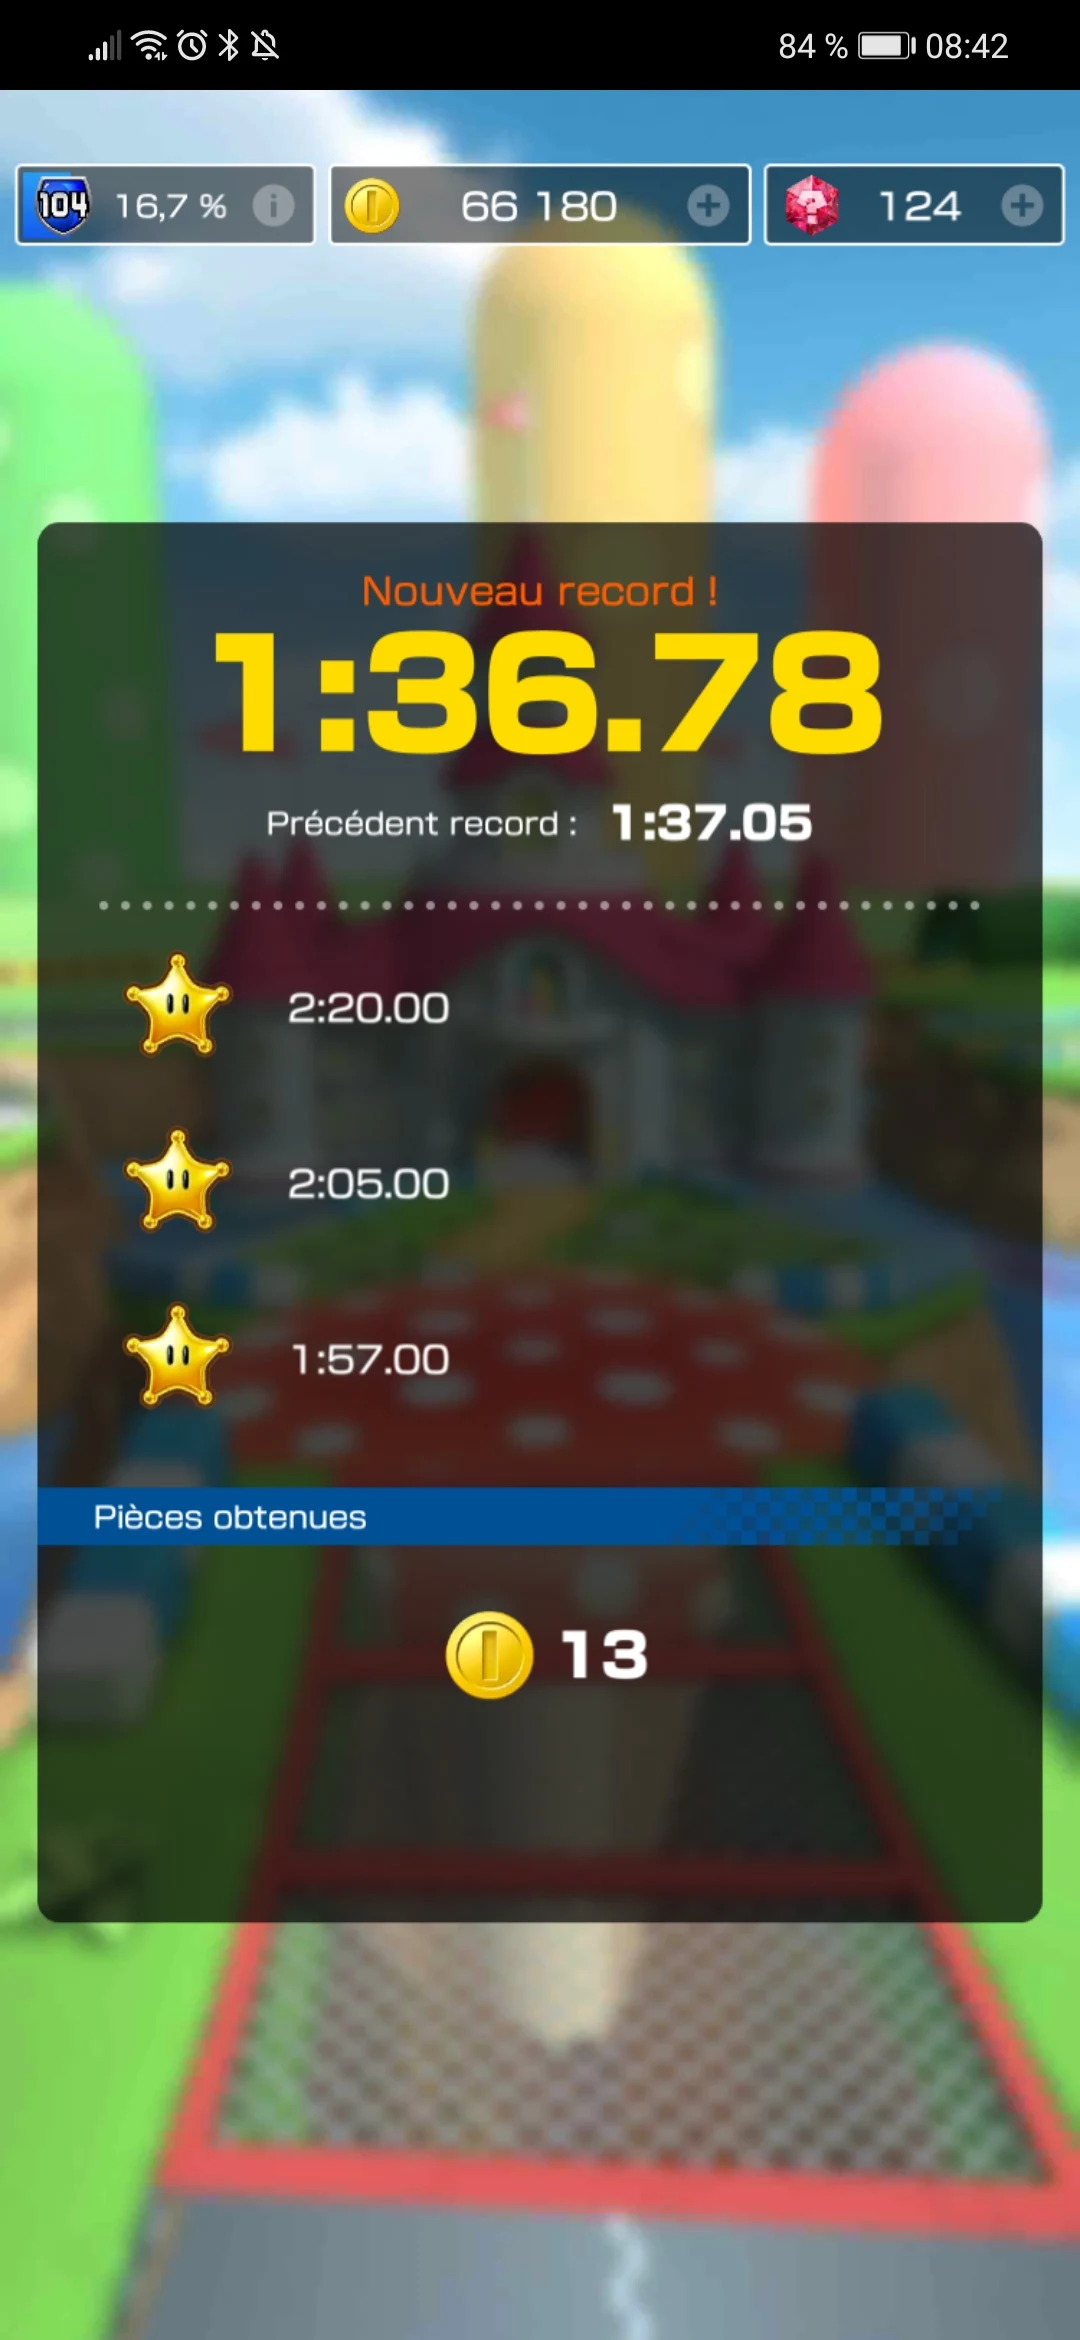 84 % 08:42
104 16,7 % i 66 180 + ? 124 +
Nouveau record !
1:36.78
Précédent record : 1:37.05
2:20.00
2:05.00
1:57.00
Pièces obtenues
13